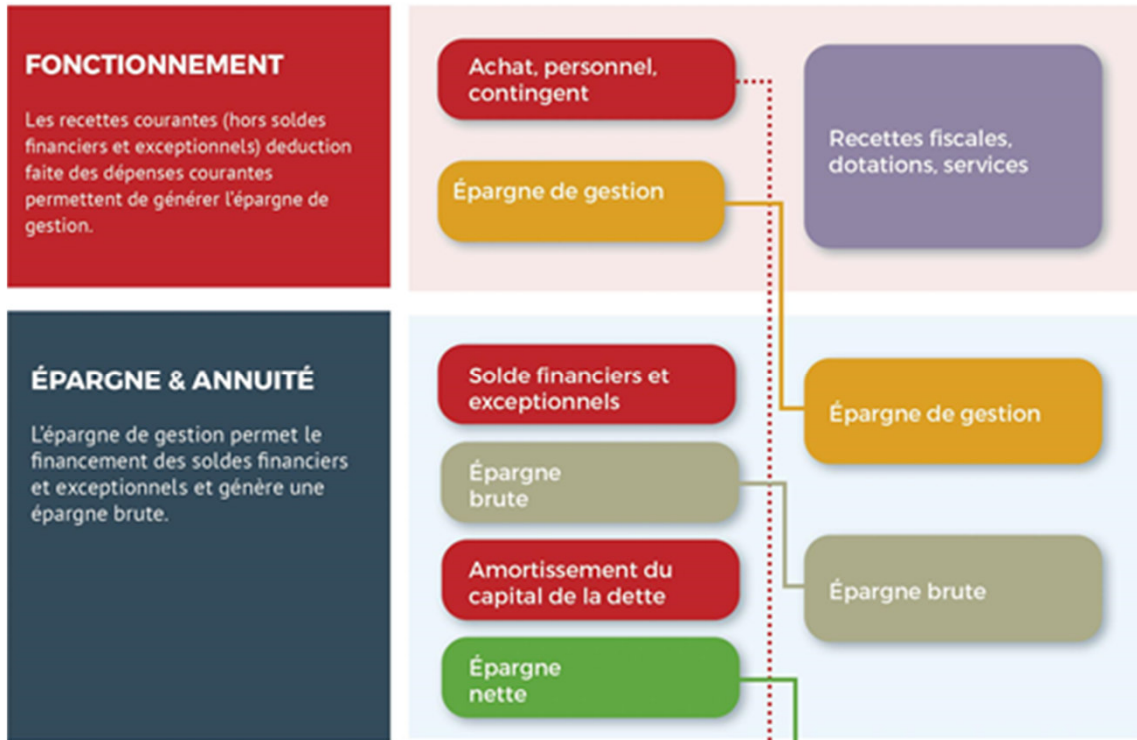 FONCTIONNEMENT
Les recettes courantes (hors soldes
financiers et exceptionnels) deduction
faite des dépenses courantes
permettent de générer l'épargne de
gestion.
Achat, personnel,
contingent
Épargne de gestion
Recettes fiscales,
dotations, services
ÉPARGNE & ANNUITÉ
L'épargne de gestion permet le
financement des soldes financiers
et exceptionnels et génère une
épargne brute.
Solde financiers et
exceptionnels
Épargne
brute
Amortissement du
capital de la dette
Épargne
nette
Épargne de gestion
Épargne brute